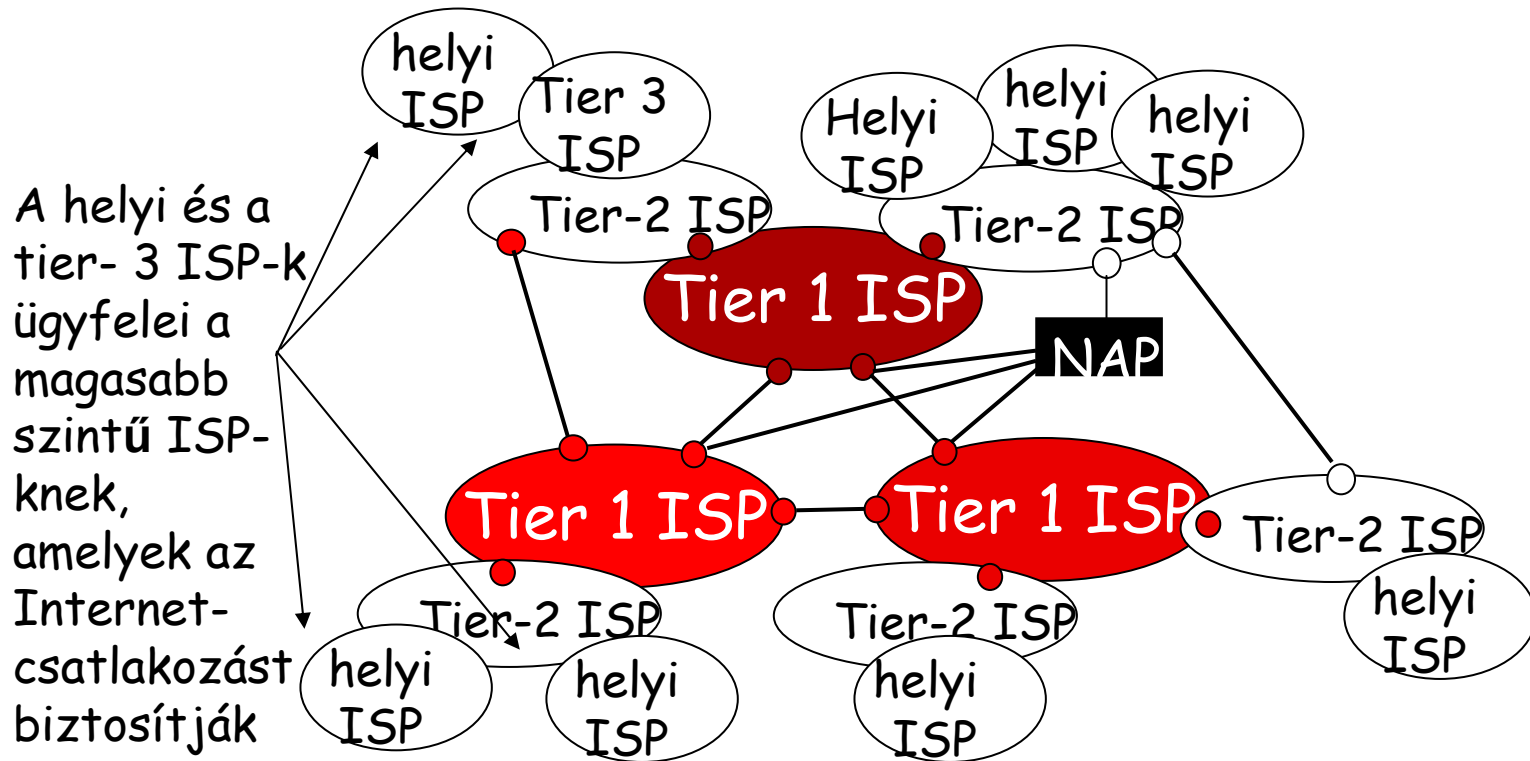 helyi
ISP
Tier 3
ISP
Tier-2 ISP
Helyi
ISP
helyi
ISP
helyi
ISP
Tier-2 ISP
A helyi és a
tier- 3 ISP-k
ügyfelei a
magasabb
szintű ISP-
knek,
amelyek az
Internet-
csatlakozást
biztosítják
Tier 1 ISP
NAP
Tier 1 ISP
Tier 1 ISP
Tier-2 ISP
helyi
ISP
Tier-2 ISP
helyi
ISP
helyi
ISP
Tier-2 ISP
helyi
ISP